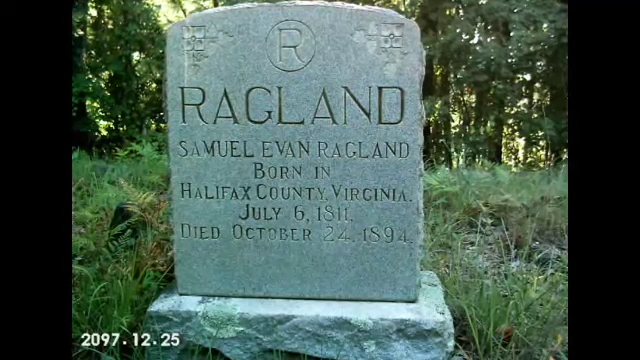 R
RAGLAND
SAMUEL EVAN RAGLAND
BORN IN
HALIFAX COUNTY, VIRGINIA.
JULY 6, 1811.
DIED OCTOBER 24, 1894.
2097.12.25